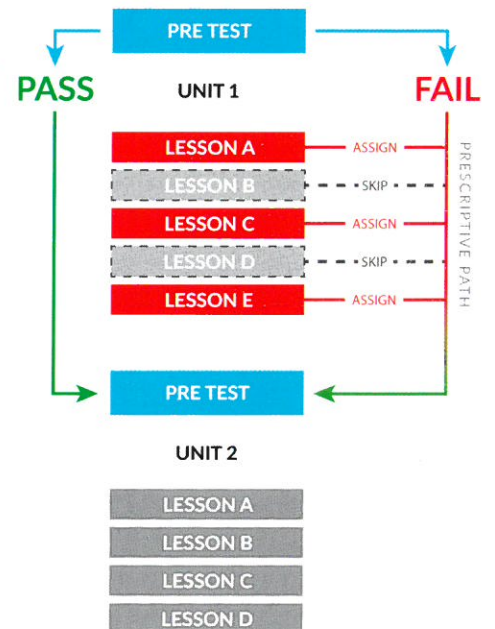 PRE TEST
PASS
UNIT 1
FAIL
LESSON A
ASSIGN
LESSON B
SKIP
LESSON C
ASSIGN
LESSON D
SKIP
LESSON E
ASSIGN
PRESCRIPTIVE PATH
PRE TEST
UNIT 2
LESSON A
LESSON B
LESSON C
LESSON D